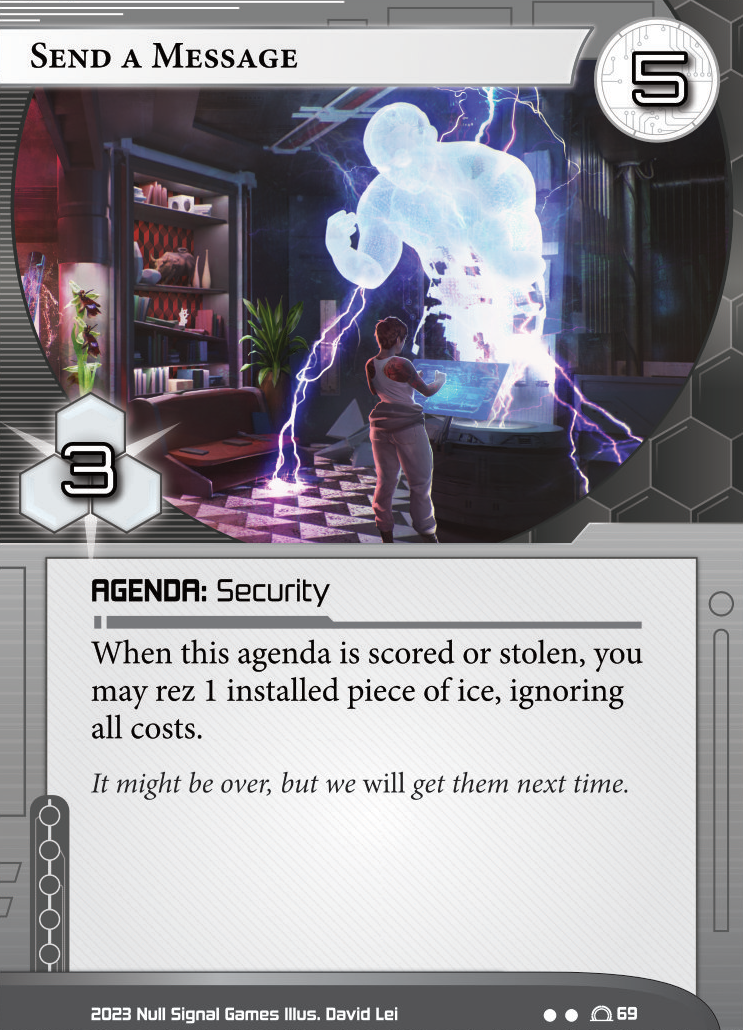 Send a Message
5
3
AGENDA: Security
When this agenda is scored or stolen, you
may rez 1 installed piece of ice, ignoring
all costs.
It might be over, but we will get them next time.
2023 Null Signal Games Illus. David Lei
69